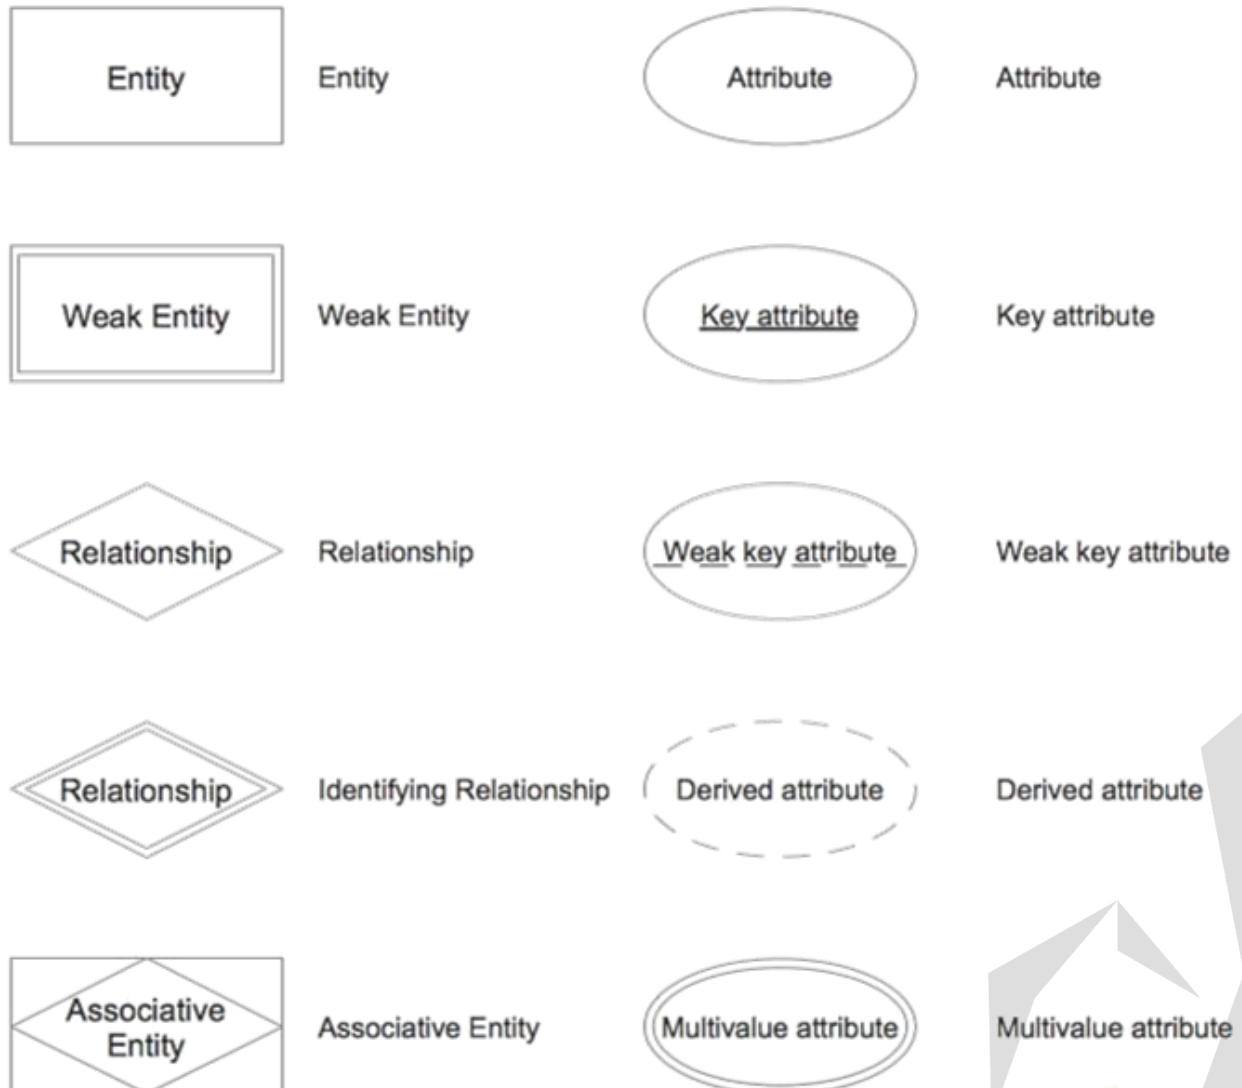 Entity
Entity
Attribute
Attribute
Weak Entity
Weak Entity
Key attribute
Key attribute
Relationship
Relationship
Weak key attribute
Weak key attribute
Relationship
Identifying Relationship
Derived attribute
Derived attribute
Associative
Entity
Associative Entity
Multivalue attribute
Multivalue attribute